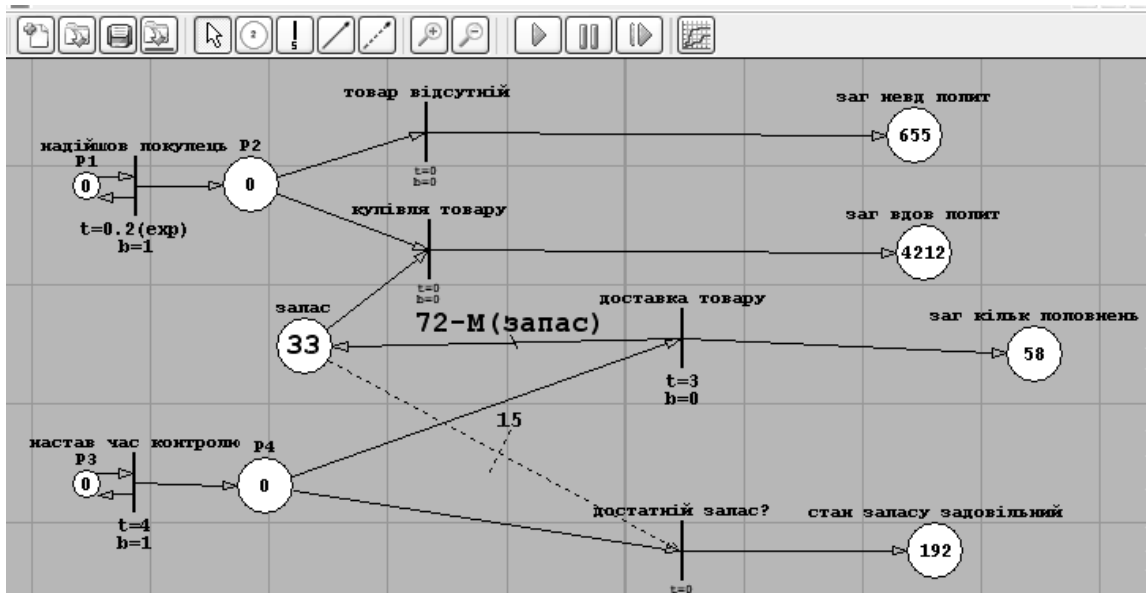 товар відсутній
заг невд попит
655
t=0
b=0
надійшов покупець P2
P1
0
0
t=0.2(exp)
b=1
купівля товару
заг вдов попит
4212
t=0
b=0
запас
33
72-M(запас)
доставка товару
заг кільк поповнень
58
t=3
b=0
15
настав час контролю P4
P3
0
0
t=4
b=1
достатній запас?
стан запасу задовільний
192
t=0